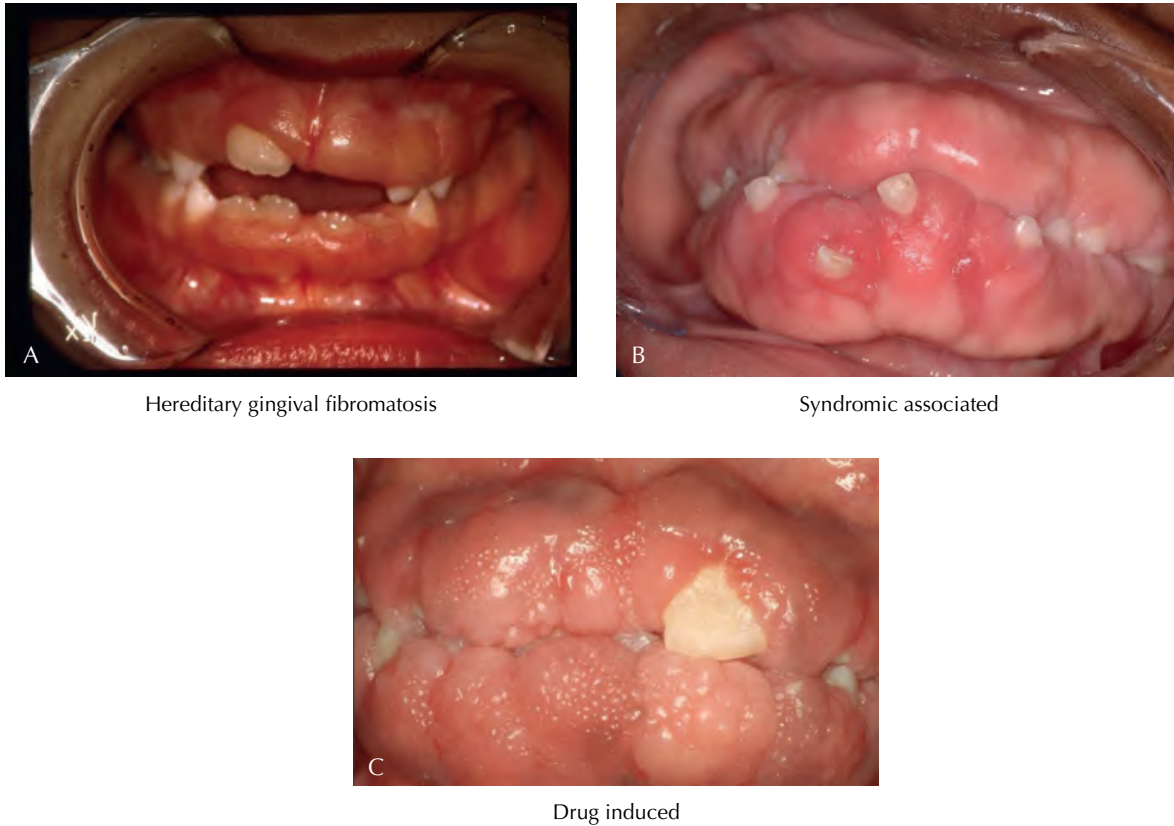 A
Hereditary gingival fibromatosis
B
Syndromic associated
C
Drug induced